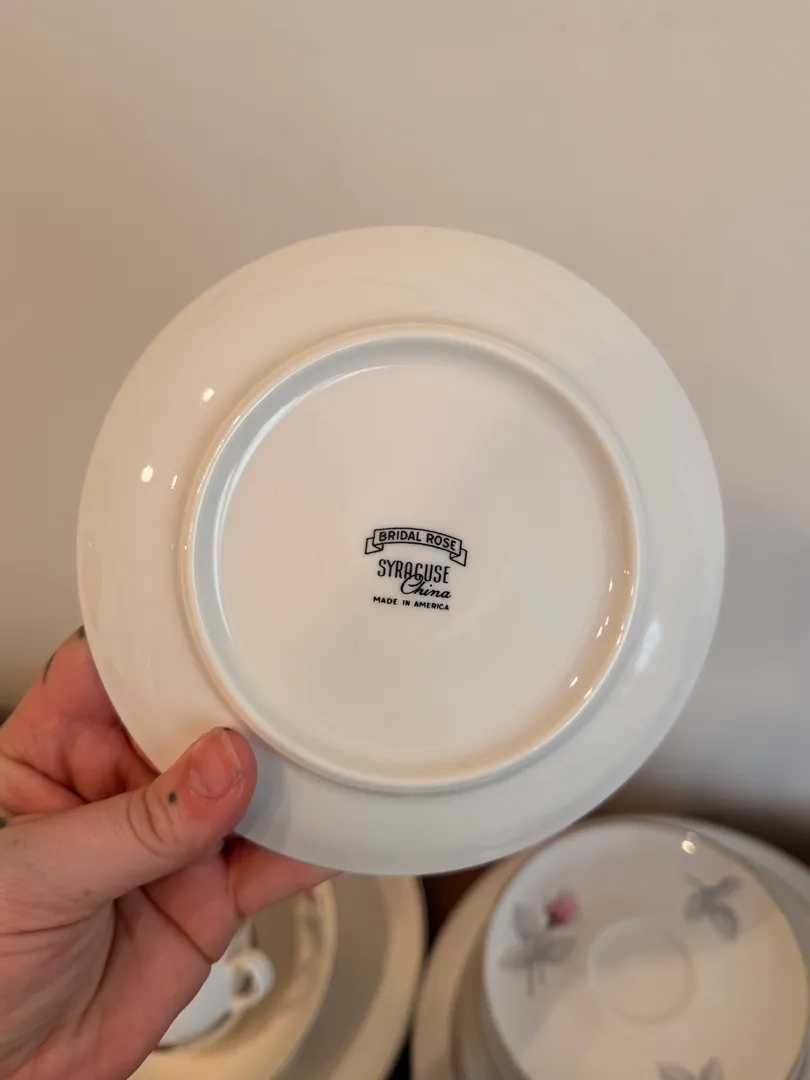 BRIDAL ROSE
SYRACUSE
China
MADE IN AMERICA